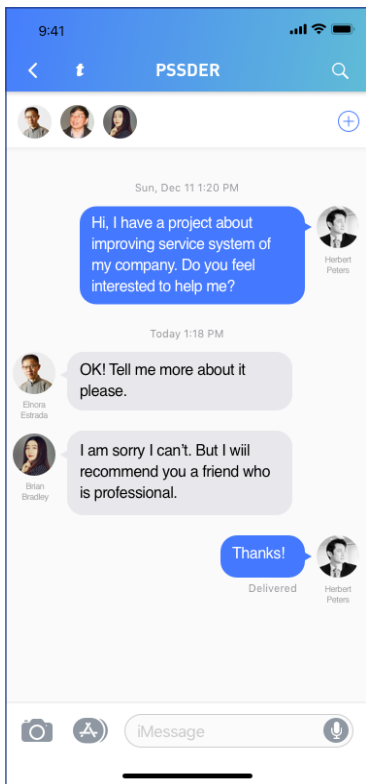 9:41
t PSSDER
Sun, Dec 11 1:20 PM
Hi, I have a project about
improving service system of
my company. Do you feel
interested to help me?
Herbert
Peters
Today 1:18 PM
OK! Tell me more about it
please.
Elnora
Estrada
I am sorry I can't. But I wiil
recommend you a friend who
is professional.
Brian
Bradley
Thanks!
Delivered
Herbert
Peters
iMessage